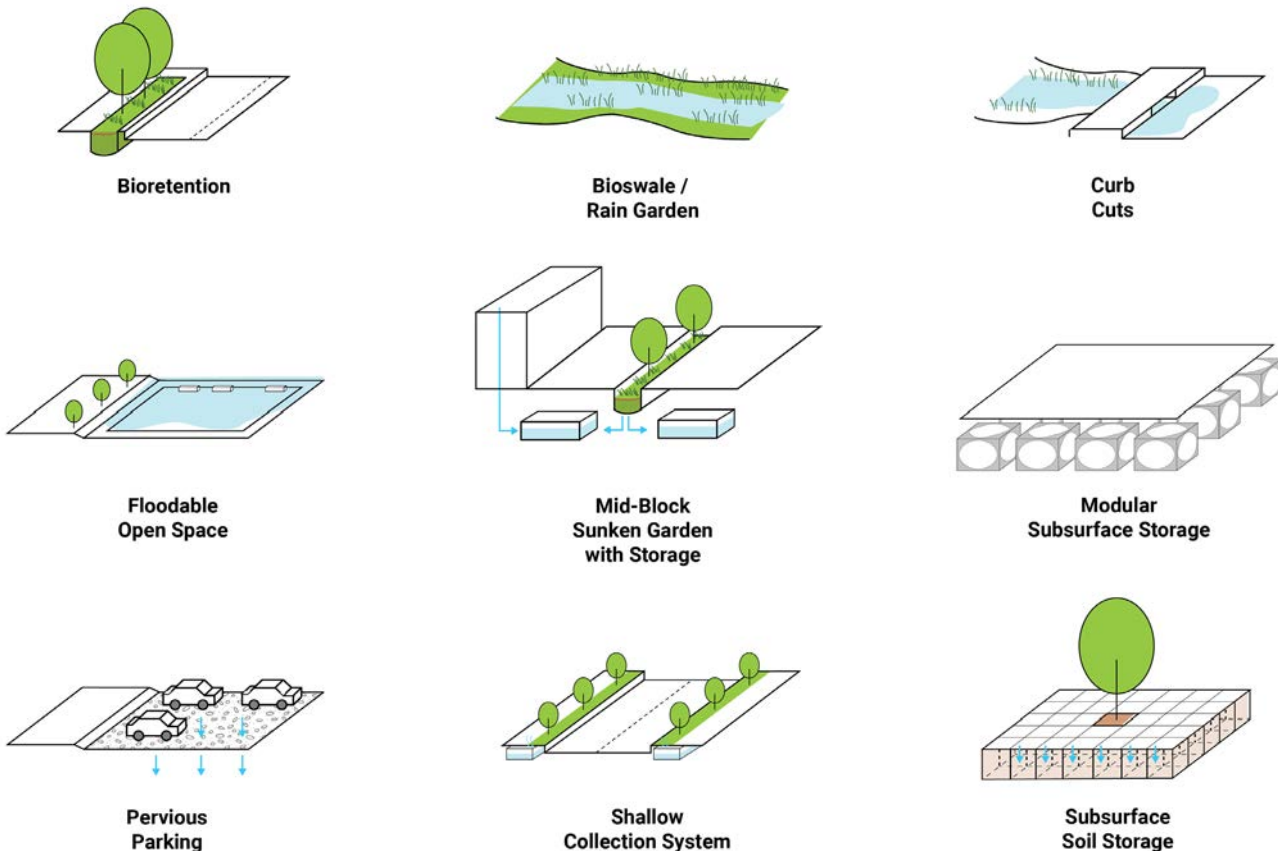 Bioretention
Bioswale /
Rain Garden
Curb
Cuts
Floodable
Open Space
Mid-Block
Sunken Garden
with Storage
Modular
Subsurface Storage
Pervious
Parking
Shallow
Collection System
Subsurface
Soil Storage